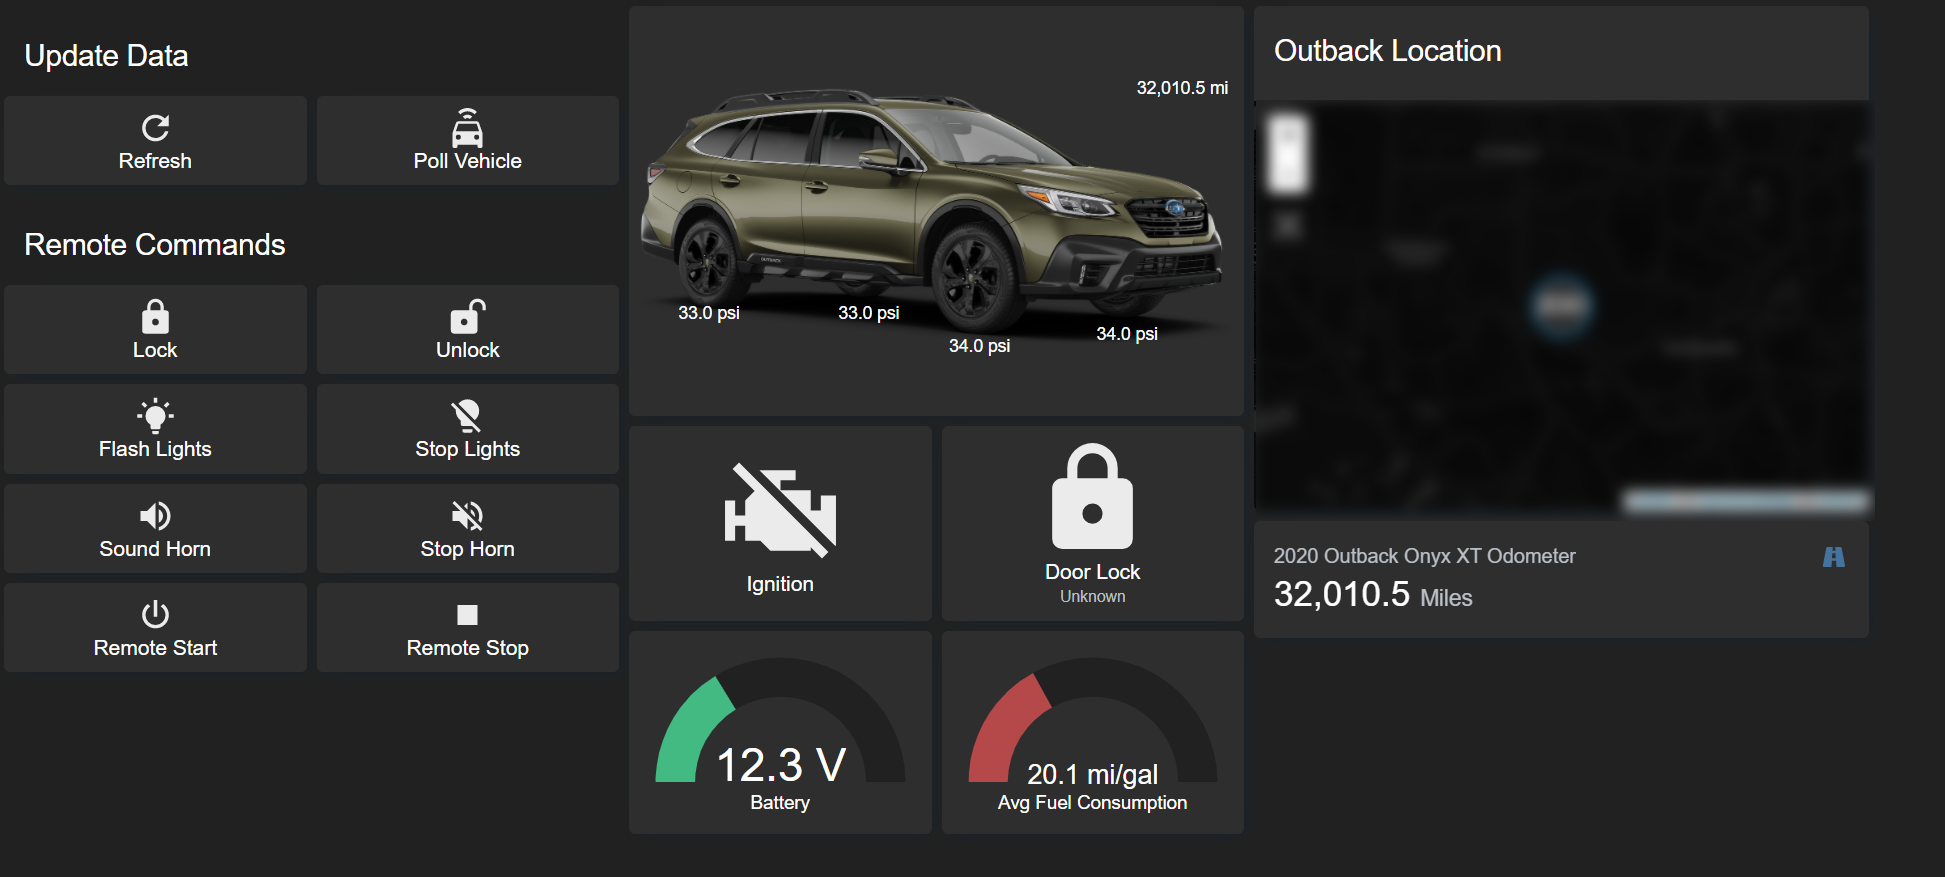 Update Data
Refresh
Poll Vehicle
Remote Commands
Lock
Unlock
Flash Lights
Stop Lights
Sound Horn
Stop Horn
Remote Start
Remote Stop
32,010.5 mi
OUTBACK
33.0 psi
33.0 psi
34.0 psi
34.0 psi
Ignition
Door Lock
Unknown
12.3 V
Battery
20.1 mi/gal
Avg Fuel Consumption
Outback Location
2020 Outback Onyx XT Odometer
32,010.5 Miles